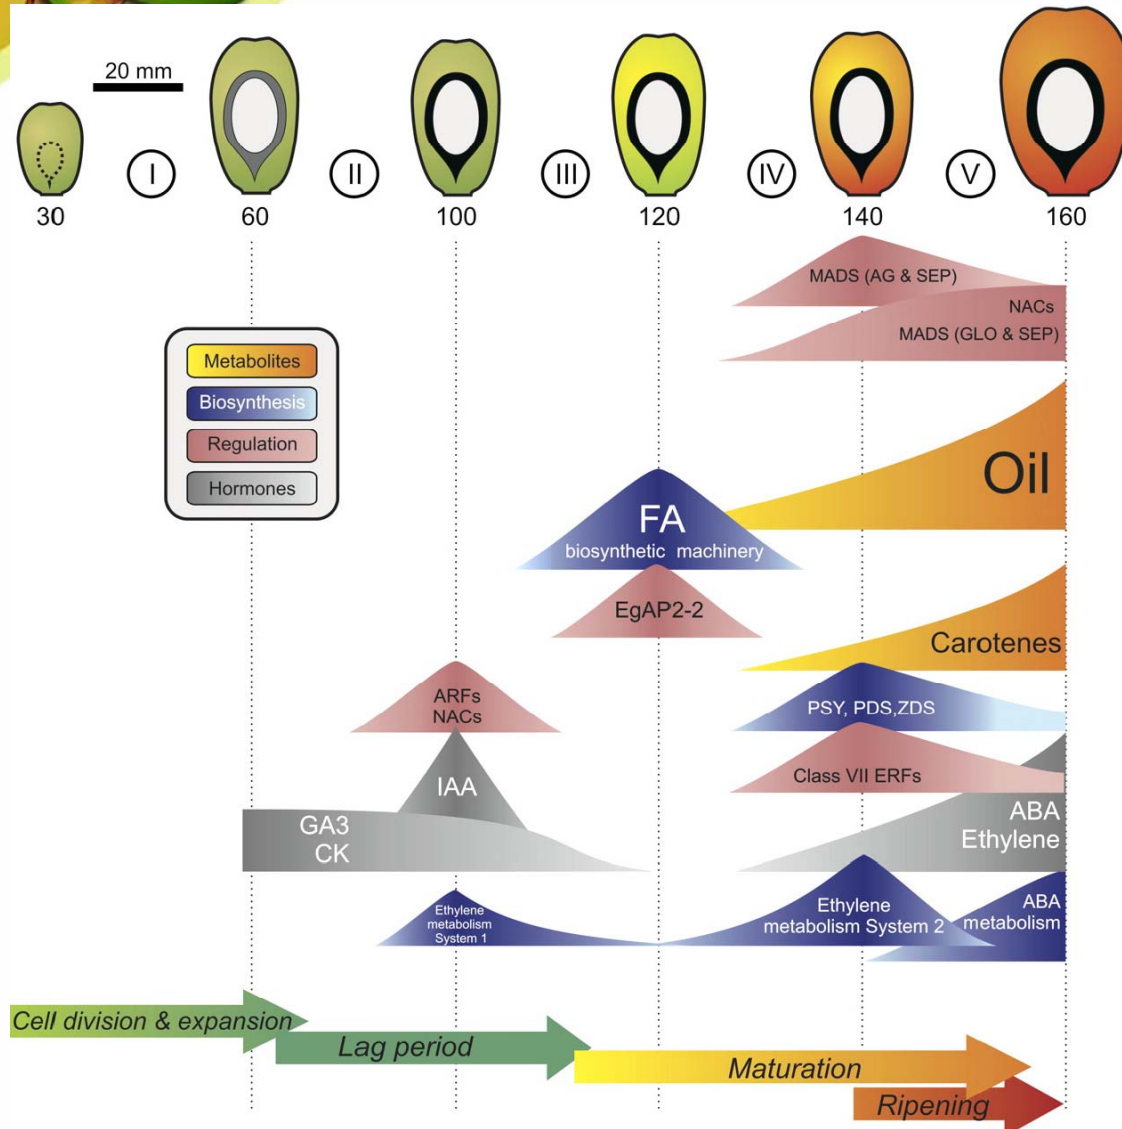 20 mm
I
II
III
IV
V
30
60
100
120
140
160
MADS (AG & SEP)
NACs
MADS (GLO & SEP)
Metabolites
Biosynthesis
Regulation
Hormones
Oil
FA
biosynthetic machinery
EgAP2-2
Carotenes
ARFs
NACs
PSY, PDS,ZDS
IAA
Class VII ERFs
GA3
CK
ABA
Ethylene
Ethylene
metabolism
System 1
Ethylene
metabolism System 2
ABA
metabolism
Cell division & expansion
Lag period
Maturation
Ripening